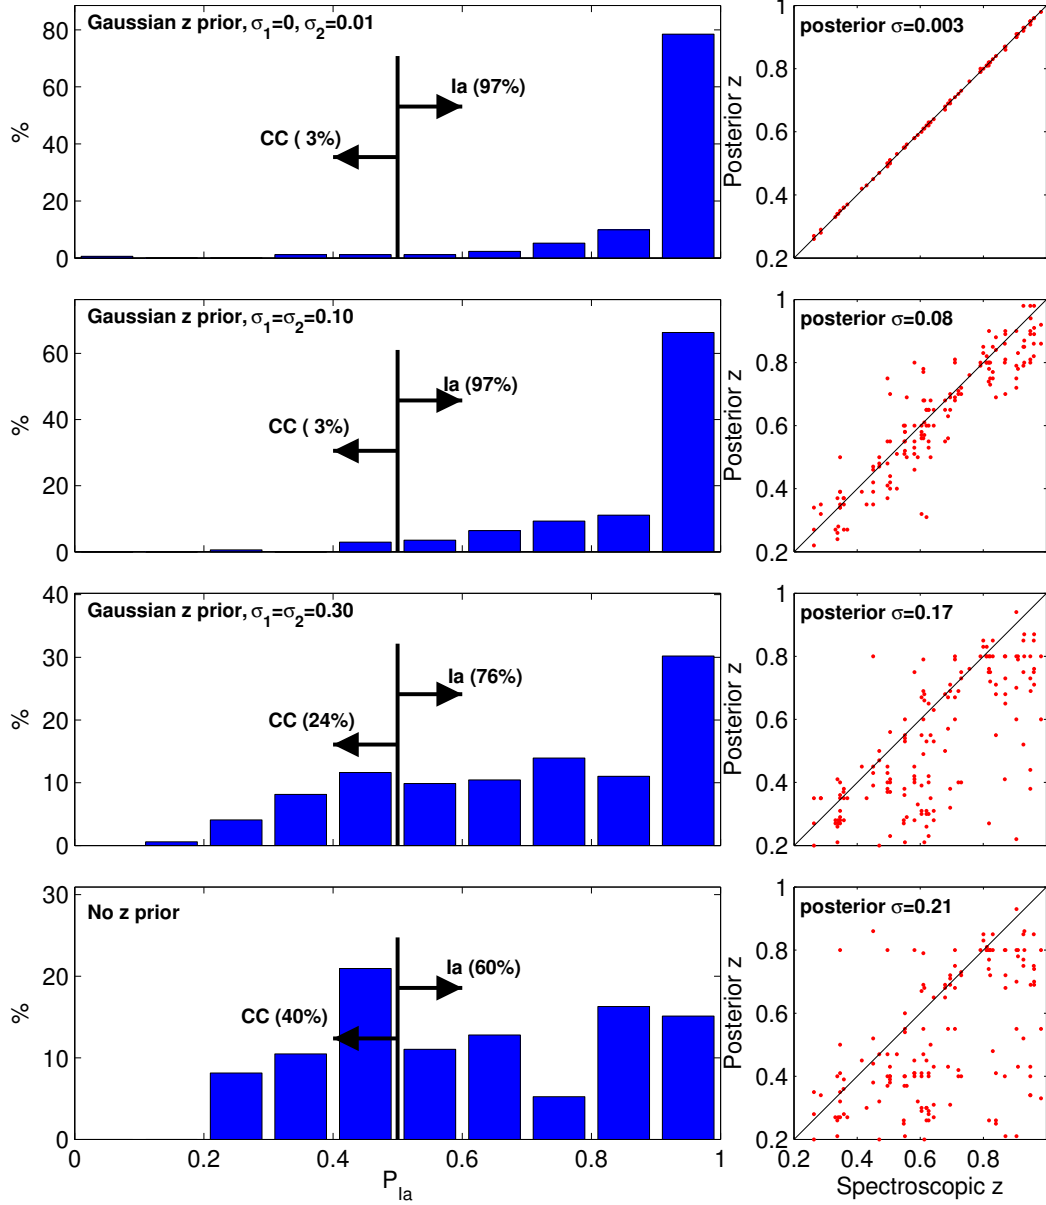 Gaussian z prior, σ1=0, σ2=0.01
80
60
40
20
0
%
Ia (97%)
CC ( 3%)
posterior σ=0.003
1
0.8
0.6
0.4
0.2
Posterior z
Gaussian z prior, σ1=σ2=0.10
60
40
20
0
%
Ia (97%)
CC ( 3%)
posterior σ=0.08
1
0.8
0.6
0.4
0.2
Posterior z
Gaussian z prior, σ1=σ2=0.30
40
30
20
10
0
%
Ia (76%)
CC (24%)
posterior σ=0.17
1
0.8
0.6
0.4
0.2
Posterior z
No z prior
30
20
10
0
%
Ia (60%)
CC (40%)
0 0.2 0.4 0.6 0.8 1
PIa
posterior σ=0.21
1
0.8
0.6
0.4
0.2
Posterior z
0.2 0.4 0.6 0.8
Spectroscopic z